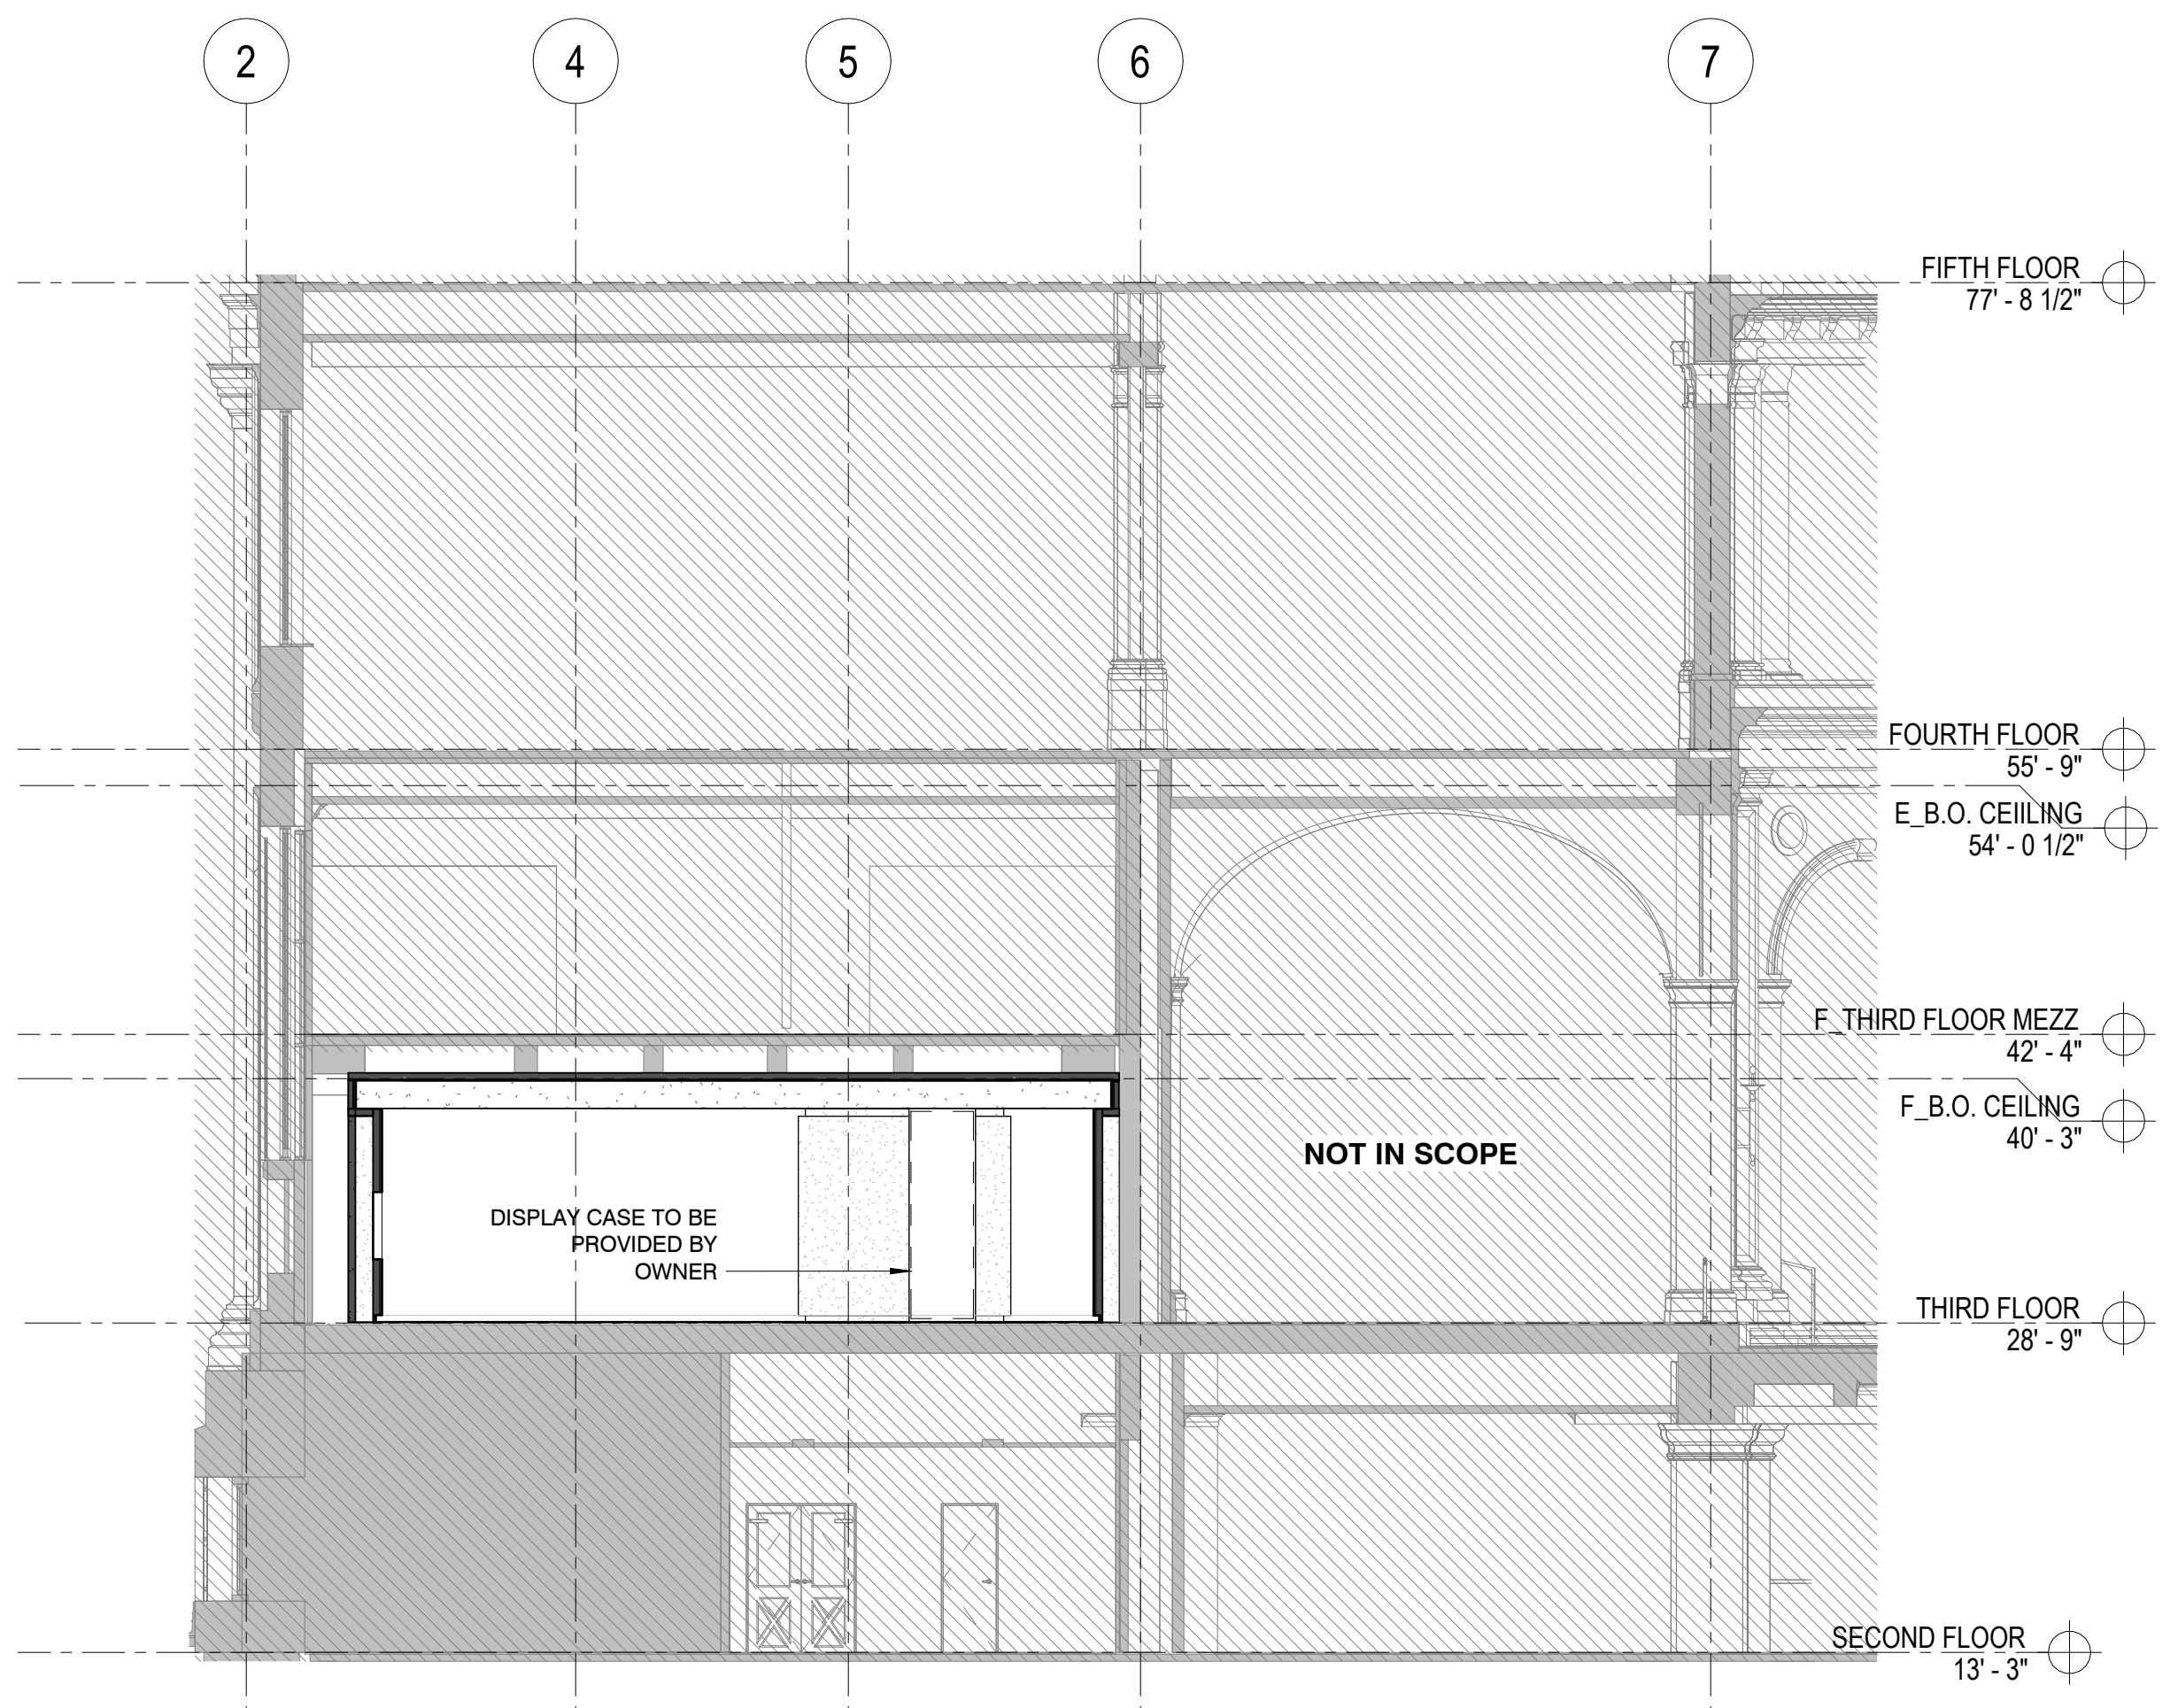 2
4
5
6
7
FIFTH FLOOR
77' - 8 1/2"
FOURTH FLOOR
55' - 9"
E_B.O. CEIILING
54' - 0 1/2"
F_THIRD FLOOR MEZZ
42' - 4"
F_B.O. CEILING
40' - 3"
NOT IN SCOPE
DISPLAY CASE TO BE
PROVIDED BY
OWNER
THIRD FLOOR
28' - 9"
SECOND FLOOR
13' - 3"